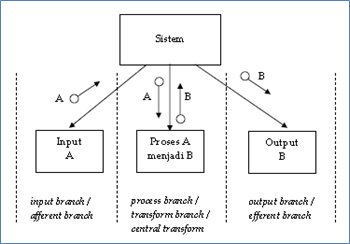 Sistem
A
A
B
B
Input
A
Proses A
menjadi B
Output
B
input branch /
afferent branch
process branch /
transform branch /
central transform
output branch /
efferent branch